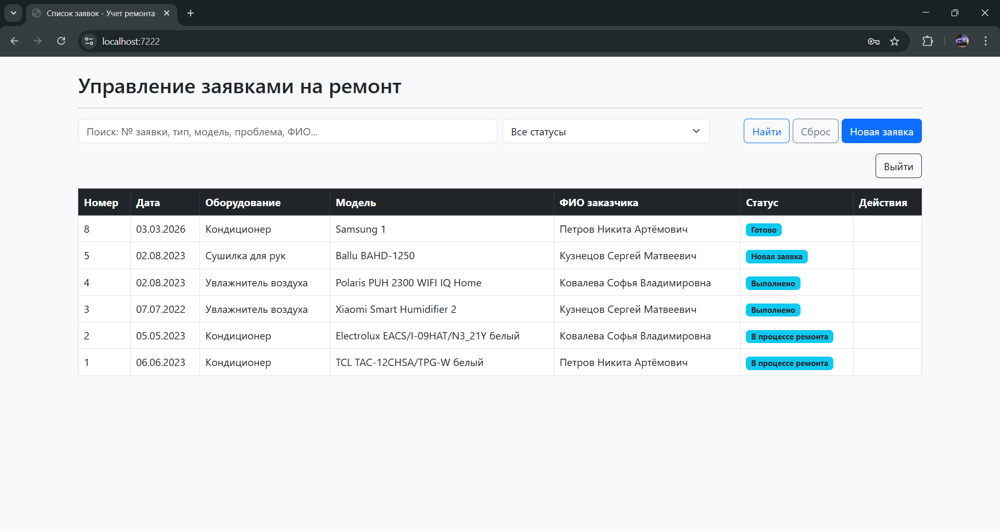 Список заявок - Учет ремонта
localhost:7222
Управление заявками на ремонт
Поиск: № заявки, тип, модель, проблема, ФИО... Все статусы Найти Сброс Новая заявка
Выйти
Номер Дата Оборудование Модель ФИО заказчика Статус Действия
8 03.03.2026 Кондиционер Samsung 1 Петров Никита Артёмович Готово
5 02.08.2023 Сушилка для рук Ballu BAHD-1250 Кузнецов Сергей Матвеевич Новая заявка
4 02.08.2023 Увлажнитель воздуха Polaris PUH 2300 WIFI IQ Home Ковалева Софья Владимировна Выполнено
3 07.07.2022 Увлажнитель воздуха Xiaomi Smart Humidifier 2 Кузнецов Сергей Матвеевич Выполнено
2 05.05.2023 Кондиционер Electrolux EACS/I-09HAT/N3_21Y белый Ковалева Софья Владимировна В процессе ремонта
1 06.06.2023 Кондиционер TCL TAC-12CHSA/TPG-W белый Петров Никита Артёмович В процессе ремонта